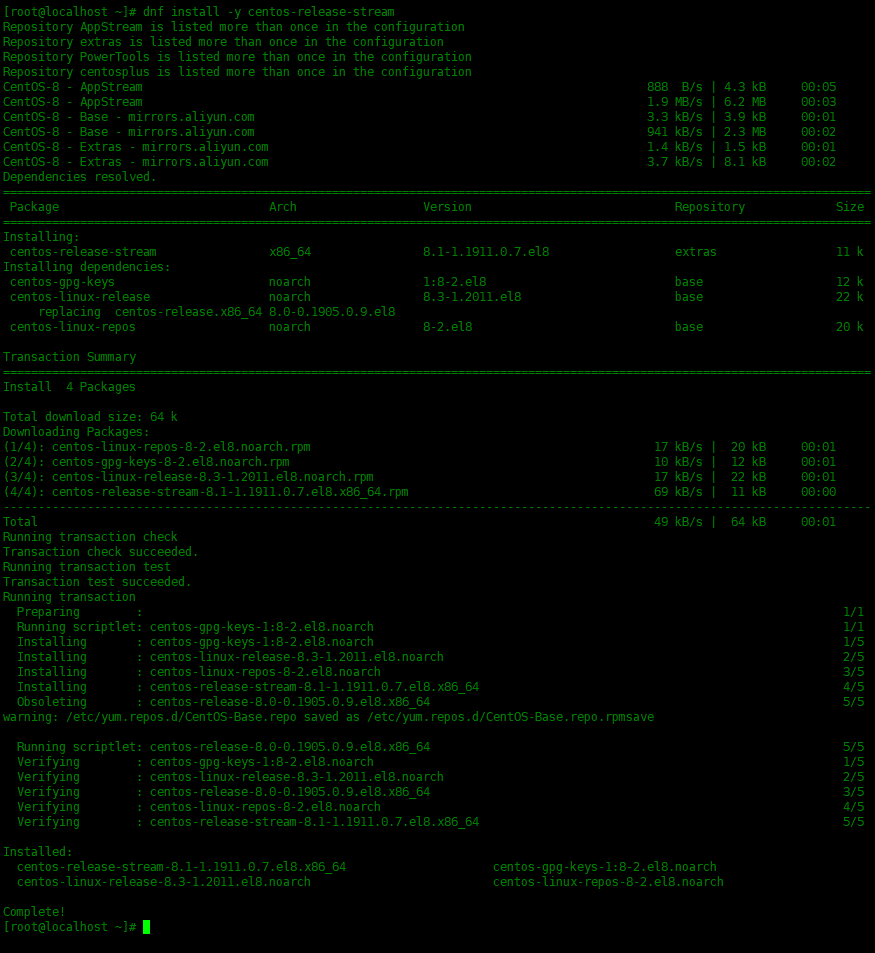 [root@localhost ~]# dnf install -y centos-release-stream
Repository AppStream is listed more than once in the configuration
Repository extras is listed more than once in the configuration
Repository PowerTools is listed more than once in the configuration
Repository centosplus is listed more than once in the configuration
CentOS-8 - AppStream 888  B/s | 4.3 kB 00:05
CentOS-8 - AppStream 1.9 MB/s | 6.2 MB 00:03
CentOS-8 - Base - mirrors.aliyun.com 3.3 kB/s | 3.9 kB 00:01
CentOS-8 - Base - mirrors.aliyun.com 941 kB/s | 2.3 MB 00:02
CentOS-8 - Extras - mirrors.aliyun.com 1.4 kB/s | 1.5 kB 00:01
CentOS-8 - Extras - mirrors.aliyun.com 3.7 kB/s | 8.1 kB 00:02
Dependencies resolved.
Package Arch Version Repository Size
Installing:
centos-release-stream x86_64 8.1-1.1911.0.7.el8 extras 11 k
Installing dependencies:
centos-gpg-keys noarch 1:8-2.el8 base 12 k
centos-linux-release noarch 8.3-1.2011.el8 base 22 k
replacing  centos-release.x86_64 8.0-0.1905.0.9.el8
centos-linux-repos noarch 8-2.el8 base 20 k
Transaction Summary
Install  4 Packages
Total download size: 64 k
Downloading Packages:
(1/4): centos-linux-repos-8-2.el8.noarch.rpm 17 kB/s |  20 kB 00:01
(2/4): centos-gpg-keys-8-2.el8.noarch.rpm 10 kB/s |  12 kB 00:01
(3/4): centos-linux-release-8.3-1.2011.el8.noarch.rpm 17 kB/s |  22 kB 00:01
(4/4): centos-release-stream-8.1-1.1911.0.7.el8.x86_64.rpm 69 kB/s |  11 kB 00:00
Total 49 kB/s |  64 kB 00:01
Running transaction check
Transaction check succeeded.
Running transaction test
Transaction test succeeded.
Running transaction
Preparing : 1/1
Running scriptlet: centos-gpg-keys-1:8-2.el8.noarch 1/1
Installing : centos-gpg-keys-1:8-2.el8.noarch 1/5
Installing : centos-linux-release-8.3-1.2011.el8.noarch 2/5
Installing : centos-linux-repos-8-2.el8.noarch 3/5
Installing : centos-release-stream-8.1-1.1911.0.7.el8.x86_64 4/5
Obsoleting : centos-release-8.0-0.1905.0.9.el8.x86_64 5/5
warning: /etc/yum.repos.d/CentOS-Base.repo saved as /etc/yum.repos.d/CentOS-Base.repo.rpmsave
Running scriptlet: centos-release-8.0-0.1905.0.9.el8.x86_64 5/5
Verifying : centos-gpg-keys-1:8-2.el8.noarch 1/5
Verifying : centos-linux-release-8.3-1.2011.el8.noarch 2/5
Verifying : centos-release-8.0-0.1905.0.9.el8.x86_64 3/5
Verifying : centos-linux-repos-8-2.el8.noarch 4/5
Verifying : centos-release-stream-8.1-1.1911.0.7.el8.x86_64 5/5
Installed:
centos-release-stream-8.1-1.1911.0.7.el8.x86_64 centos-gpg-keys-1:8-2.el8.noarch
centos-linux-release-8.3-1.2011.el8.noarch centos-linux-repos-8-2.el8.noarch
Complete!
[root@localhost ~]#